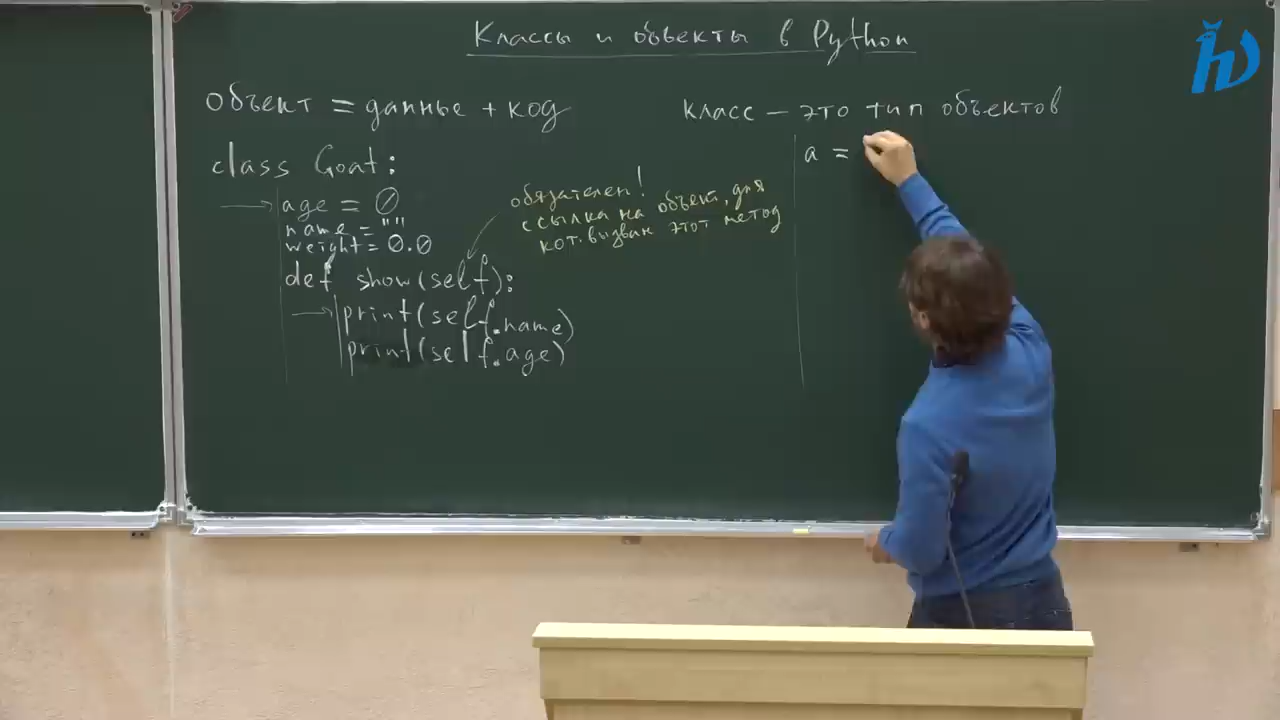 Классы и объекты в Python
объект = данные + код
class Goat:
age = 0
name = ""
weight = 0.0
def show(self):
print(self.name)
print(self.age)
обязателен!
ссылка на объект, для
кот. вызван этот метод
класс — это тип объектов
a =